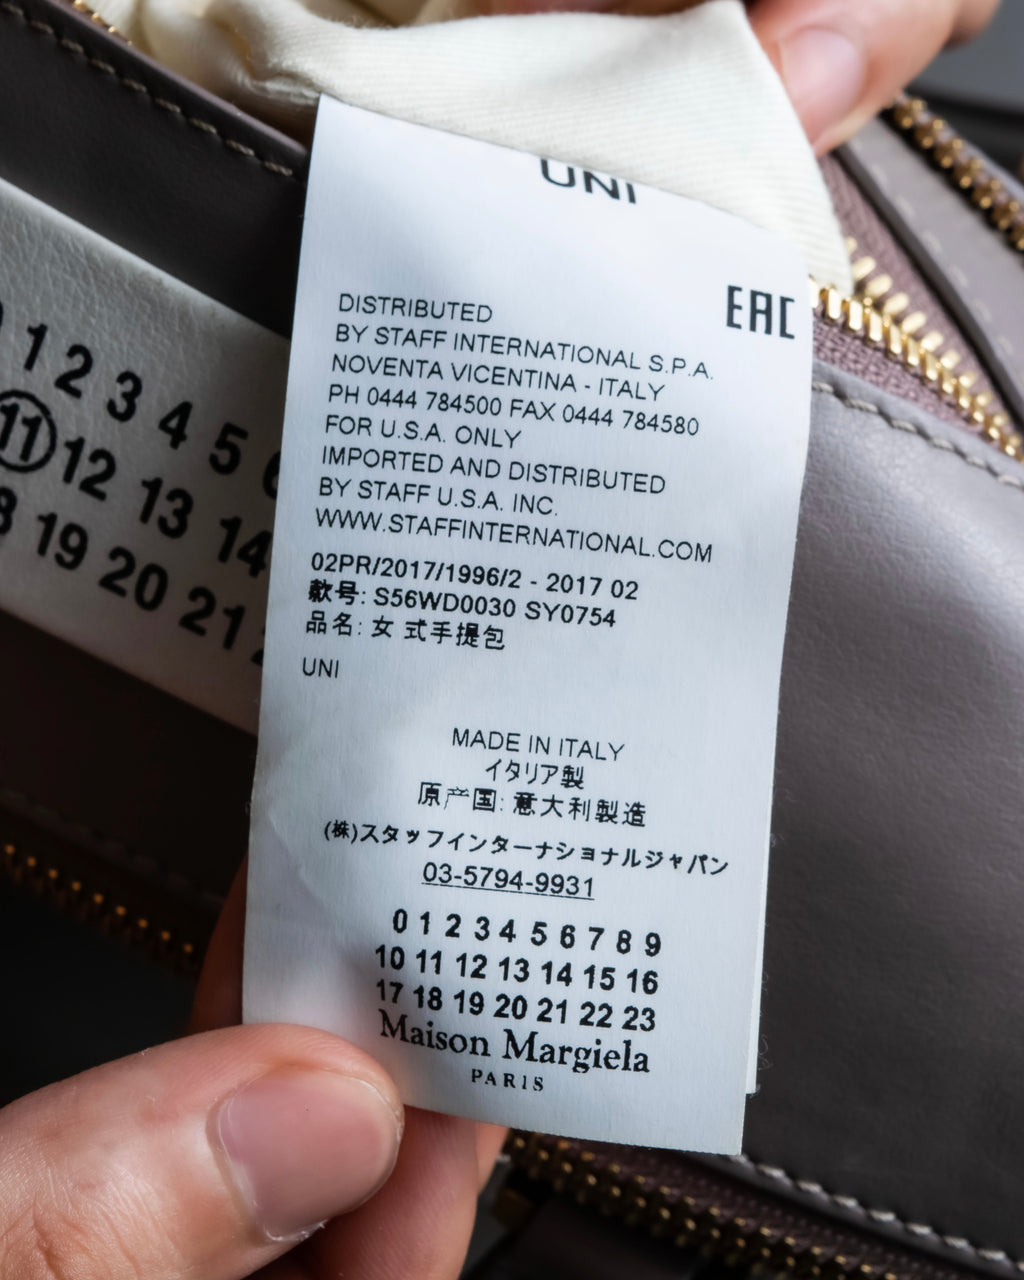 UNI
EAC
DISTRIBUTED
BY STAFF INTERNATIONAL S.P.A.
NOVENTA VICENTINA - ITALY
PH 0444 784500 FAX 0444 784580
FOR U.S.A. ONLY
IMPORTED AND DISTRIBUTED
BY STAFF U.S.A. INC.
WWW.STAFFINTERNATIONAL.COM
02PR/2017/1996/2 - 2017 02
款号: S56WD0030 SY0754
品名: 女 式手提包
UNI
MADE IN ITALY
イタリア製
原产国: 意大利製造
(株)スタッフインターナショナルジャパン
03-5794-9931
0 1 2 3 4 5 6 7 8 9
10 11 12 13 14 15 16
17 18 19 20 21 22 23
Maison Margiela
PARIS
1 2 3 4 5
11 12 13 14
19 20 21